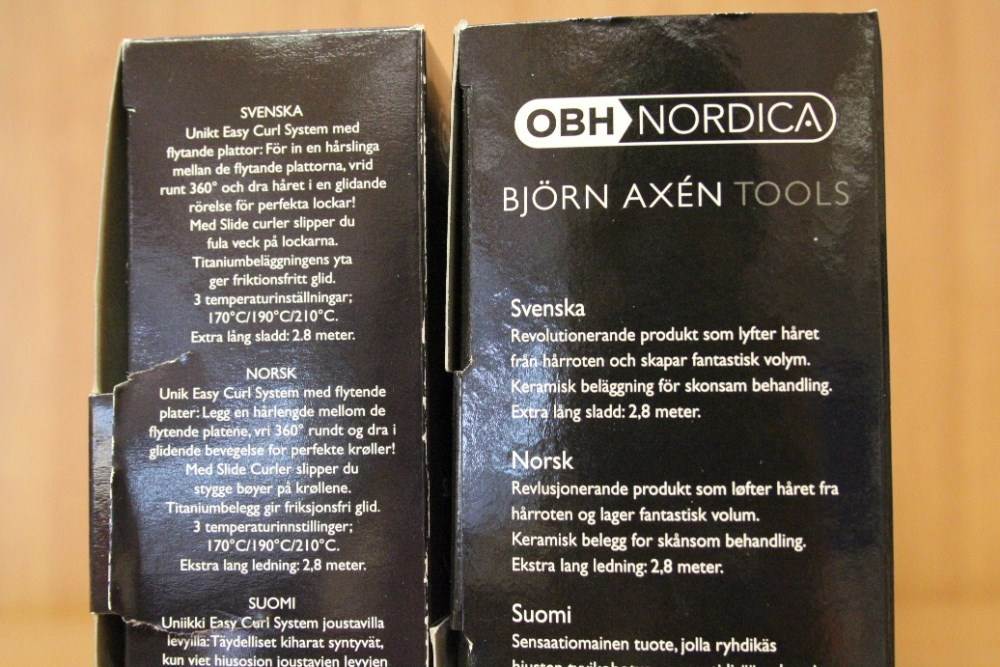 SVENSKA
Unikt Easy Curl System med
flytande plattor: För in en hårslinga
mellan de flytande plattorna, vrid
runt 360° och dra håret i en glidande
rörelse för perfekta lockar!
Med Slide curler slipper du
fula veck på lockarna.
Titaniumbeläggningens yta
ger friktionsfritt glid.
3 temperaturinställningar;
170°C/190°C/210°C.
Extra lång sladd: 2.8 meter.
NORSK
Unik Easy Curl System med flytende
plater: Legg en hårlengde mellom de
flytende platene, vri 360° rundt og dra i
glidende bevegelse for perfekte krøller!
Med Slide Curler slipper du
stygge bøyer på krøllene.
Titaniumbelegg gir friksjonsfri glid.
3 temperaturinnstillinger;
170°C/190°C/210°C.
Ekstra lang ledning: 2,8 meter.
SUOMI
Uniikki Easy Curl System joustavilla
levyillä: Täydelliset kiharat syntyvät,
kun viet hiusosion joustavien levyjen
OBH NORDICA
BJÖRN AXÉN TOOLS
Svenska
Revolutionerande produkt som lyfter håret
från hårroten och skapar fantastisk volym.
Keramisk beläggning för skonsam behandling.
Extra lång sladd: 2,8 meter.
Norsk
Revlusjonerande produkt som løfter håret fra
hårroten og lager fantastisk volum.
Keramisk belegg for skånsom behandling.
Ekstra lang ledning: 2,8 meter.
Suomi
Sensaatiomainen tuote, jolla ryhdikäs